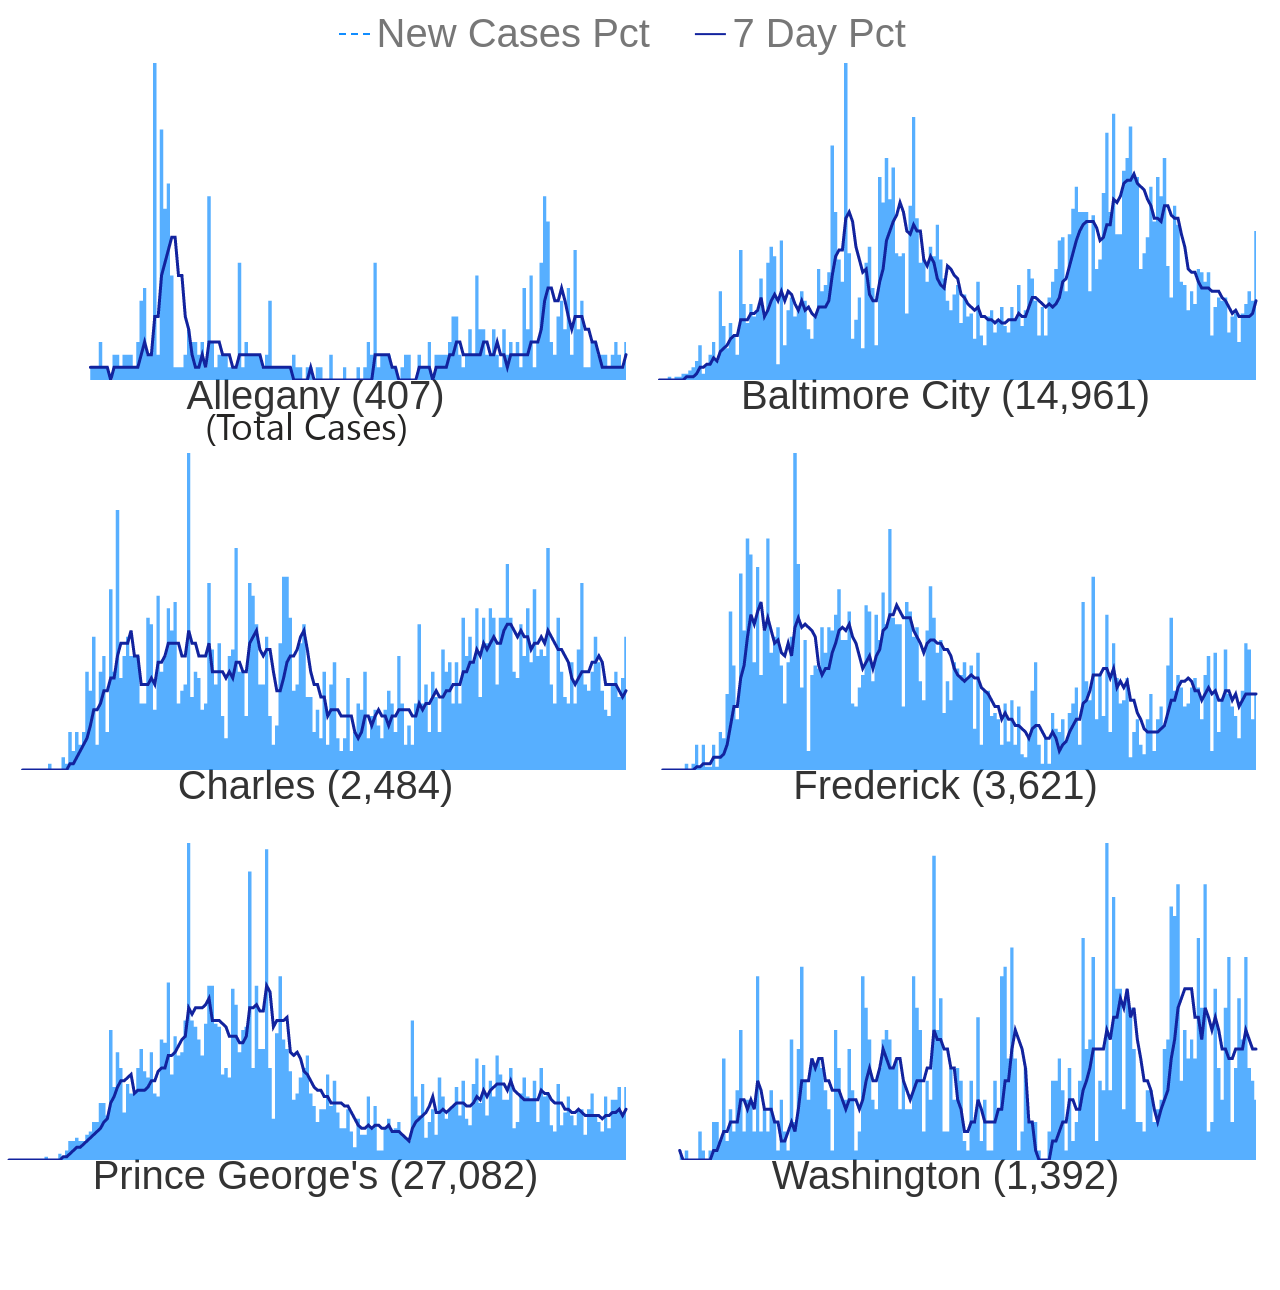 New Cases Pct 7 Day Pct
Allegany (407) Baltimore City (14,961)
(Total Cases)
Charles (2,484) Frederick (3,621)
Prince George's (27,082) Washington (1,392)